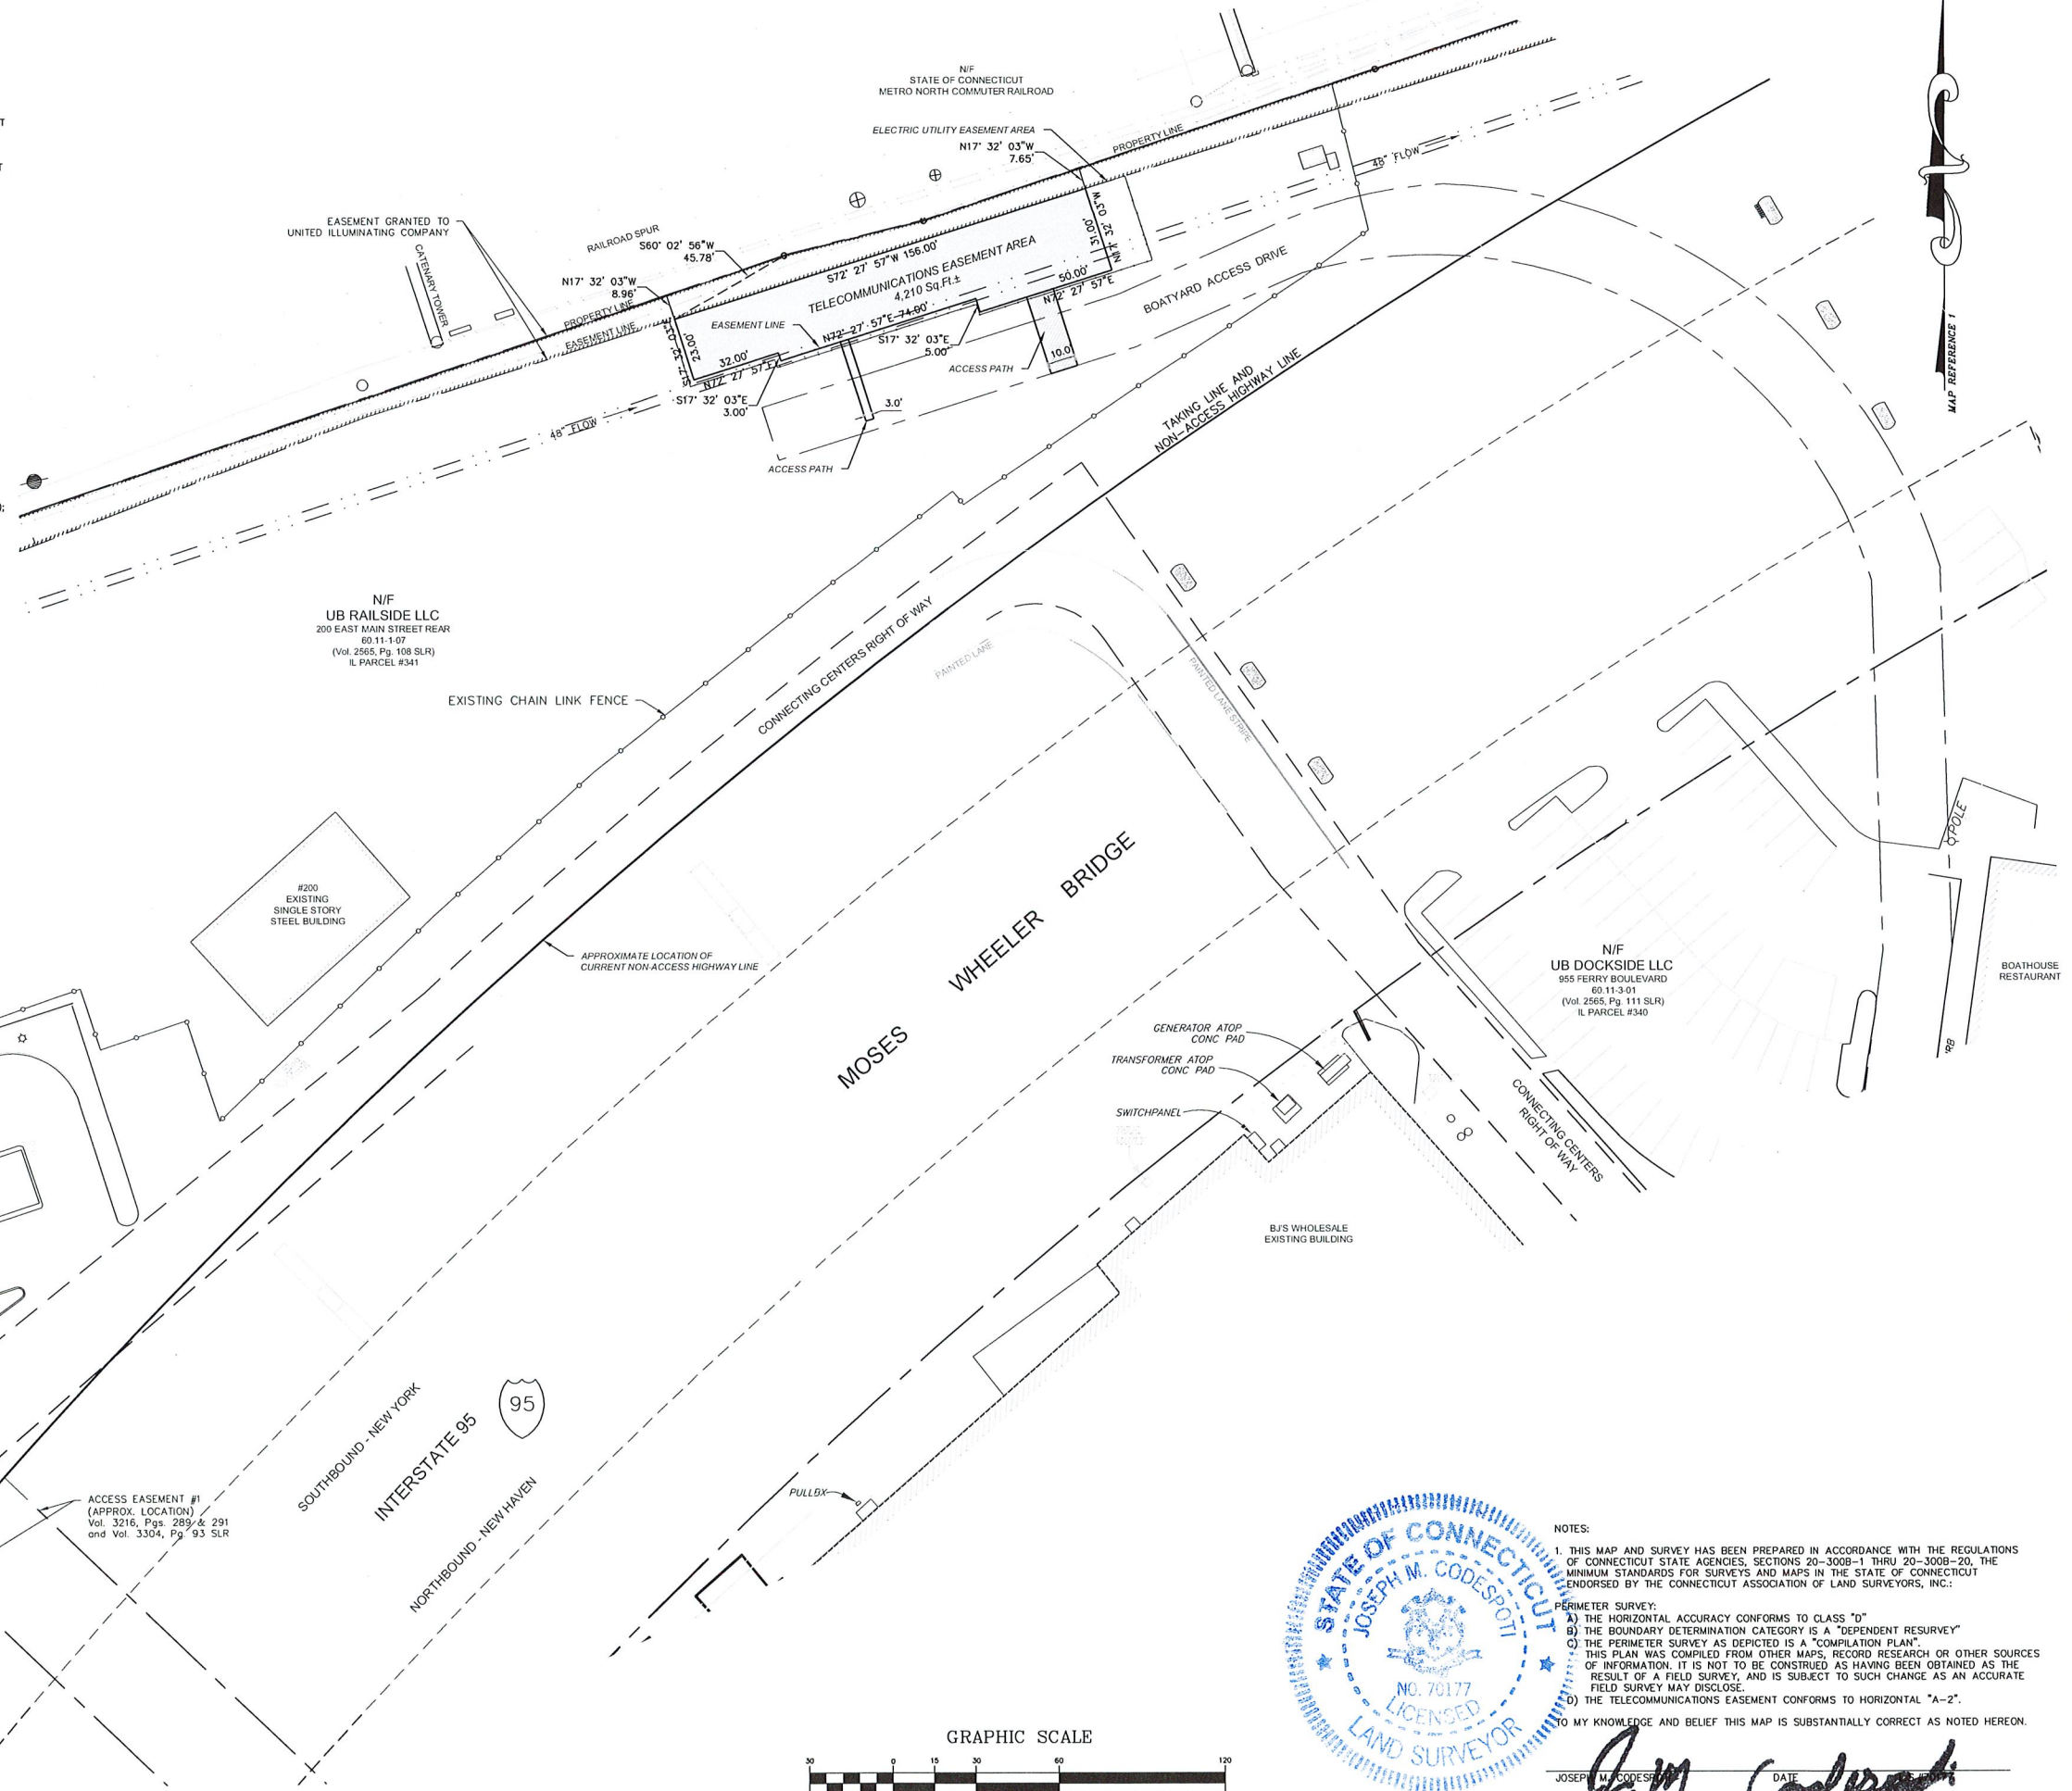 N/F
STATE OF CONNECTICUT
METRO NORTH COMMUTER RAILROAD
ELECTRIC UTILITY EASEMENT AREA
N17° 32' 03"W
7.65'
PROPERTY LINE
48" FLOW
EASEMENT GRANTED TO
UNITED ILLUMINATING COMPANY
CATENARY TOWER
RAILROAD SPUR
S60° 02' 56"W
45.78'
N17° 32' 03"W
8.96'
PROPERTY LINE
EASEMENT LINE
S72° 27' 57"W 156.00'
TELECOMMUNICATIONS EASEMENT AREA
4,210 Sq.Ft.±
N17° 32' 03"W
31.00'
50.00'
N72° 27' 57"E
EASEMENT LINE
N72° 27' 57"E 74.00'
S17° 32' 03"E
5.00'
S17° 32' 03"E
23.00'
32.00'
N72° 27' 57"E
S17° 32' 03"E
3.00'
ACCESS PATH
10.0'
3.0'
ACCESS PATH
48" FLOW
BOATYARD ACCESS DRIVE
TAKING LINE AND
NON-ACCESS HIGHWAY LINE
MAP REFERENCE 1
N/F
UB RAILSIDE LLC
200 EAST MAIN STREET REAR
60.11-1-07
(Vol. 2565, Pg. 108 SLR)
IL PARCEL #341
EXISTING CHAIN LINK FENCE
CONNECTING CENTERS RIGHT OF WAY
PAINTED LANE
PAINTED LANE STRIPE
#200
EXISTING
SINGLE STORY
STEEL BUILDING
APPROXIMATE LOCATION OF
CURRENT NON-ACCESS HIGHWAY LINE
MOSES WHEELER BRIDGE
POLE
N/F
UB DOCKSIDE LLC
955 FERRY BOULEVARD
60.11-3-01
(Vol. 2565, Pg. 111 SLR)
IL PARCEL #340
BOATHOUSE
RESTAURANT
GENERATOR ATOP
CONC PAD
TRANSFORMER ATOP
CONC PAD
SWITCHPANEL
CONNECTING CENTERS
RIGHT OF WAY
BJ'S WHOLESALE
EXISTING BUILDING
SOUTHBOUND - NEW YORK
INTERSTATE 95
95
NORTHBOUND - NEW HAVEN
PULLBX
ACCESS EASEMENT #1
(APPROX. LOCATION)
Vol. 3216, Pgs. 289 & 291
and Vol. 3304, Pg. 93 SLR
GRAPHIC SCALE
30 0 15 30 60 120
STATE OF CONNECTICUT
JOSEPH M. CODESPOTI
NO. 70177
LICENSED
LAND SURVEYOR
NOTES:
1. THIS MAP AND SURVEY HAS BEEN PREPARED IN ACCORDANCE WITH THE REGULATIONS
OF CONNECTICUT STATE AGENCIES, SECTIONS 20-300B-1 THRU 20-300B-20, THE
MINIMUM STANDARDS FOR SURVEYS AND MAPS IN THE STATE OF CONNECTICUT
ENDORSED BY THE CONNECTICUT ASSOCIATION OF LAND SURVEYORS, INC.:
PERIMETER SURVEY:
A) THE HORIZONTAL ACCURACY CONFORMS TO CLASS "D"
B) THE BOUNDARY DETERMINATION CATEGORY IS A "DEPENDENT RESURVEY"
C) THE PERIMETER SURVEY AS DEPICTED IS A "COMPILATION PLAN".
THIS PLAN WAS COMPILED FROM OTHER MAPS, RECORD RESEARCH OR OTHER SOURCES
OF INFORMATION. IT IS NOT TO BE CONSTRUED AS HAVING BEEN OBTAINED AS THE
RESULT OF A FIELD SURVEY, AND IS SUBJECT TO SUCH CHANGE AS AN ACCURATE
FIELD SURVEY MAY DISCLOSE.
D) THE TELECOMMUNICATIONS EASEMENT CONFORMS TO HORIZONTAL "A-2".
TO MY KNOWLEDGE AND BELIEF THIS MAP IS SUBSTANTIALLY CORRECT AS NOTED HEREON.
JOSEPH M. CODESPOTI DATE